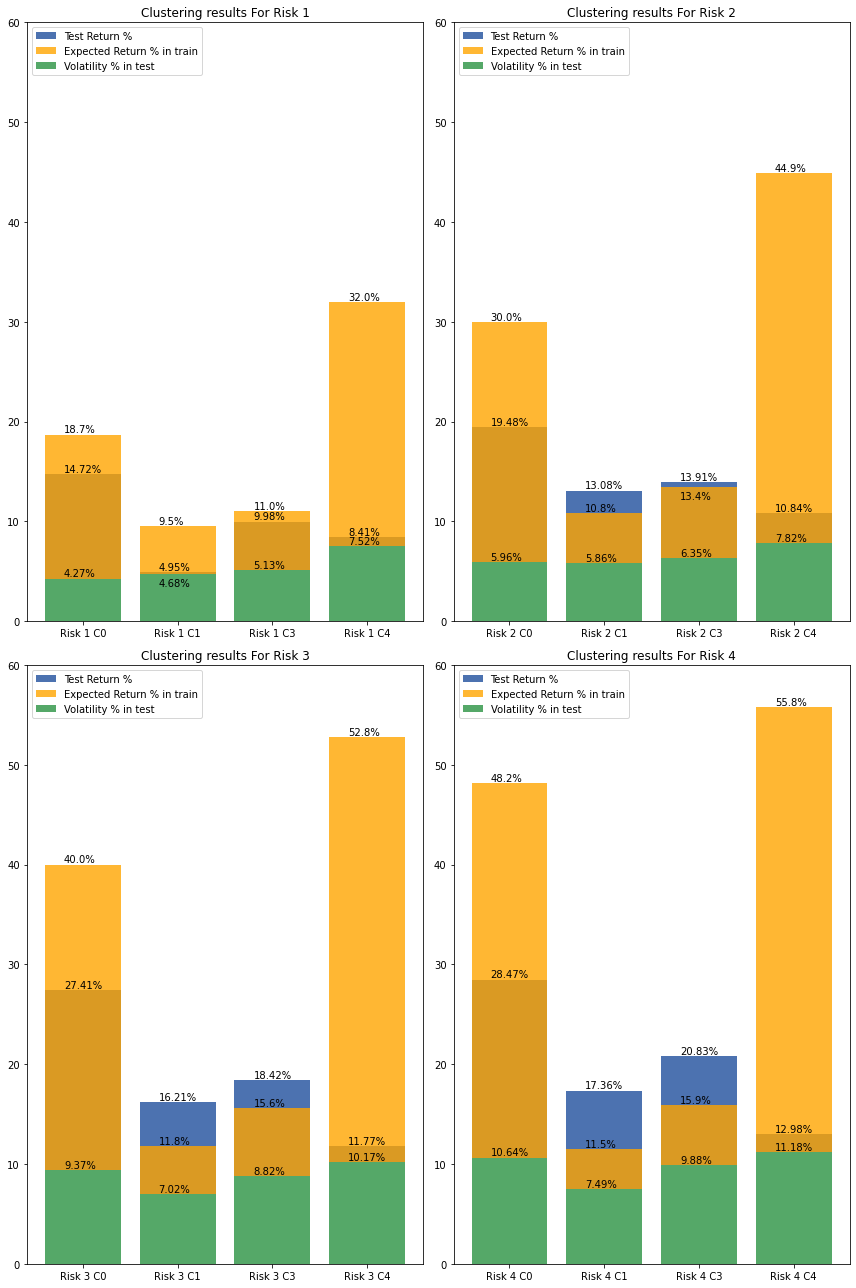 Clustering results For Risk 1
Test Return %
Expected Return % in train
Volatility % in test
60
50
40
30
20
10
0
18.7%
14.72%
4.27%
9.5%
4.95%
4.68%
11.0%
9.98%
5.13%
32.0%
8.41%
7.52%
Risk 1 C0
Risk 1 C1
Risk 1 C3
Risk 1 C4
Clustering results For Risk 2
Test Return %
Expected Return % in train
Volatility % in test
60
50
40
30
20
10
0
30.0%
19.48%
5.96%
13.08%
10.8%
5.86%
13.91%
13.4%
6.35%
44.9%
10.84%
7.82%
Risk 2 C0
Risk 2 C1
Risk 2 C3
Risk 2 C4
Clustering results For Risk 3
Test Return %
Expected Return % in train
Volatility % in test
60
50
40
30
20
10
0
40.0%
27.41%
9.37%
16.21%
11.8%
7.02%
18.42%
15.6%
8.82%
52.8%
11.77%
10.17%
Risk 3 C0
Risk 3 C1
Risk 3 C3
Risk 3 C4
Clustering results For Risk 4
Test Return %
Expected Return % in train
Volatility % in test
60
50
40
30
20
10
0
48.2%
28.47%
10.64%
17.36%
11.5%
7.49%
20.83%
15.9%
9.88%
55.8%
12.98%
11.18%
Risk 4 C0
Risk 4 C1
Risk 4 C3
Risk 4 C4